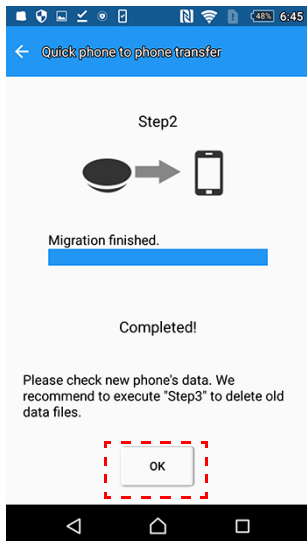 48% 6:45
Quick phone to phone transfer
Step2
Migration finished.
Completed!
Please check new phone's data. We
recommend to execute "Step3" to delete old
data files.
OK